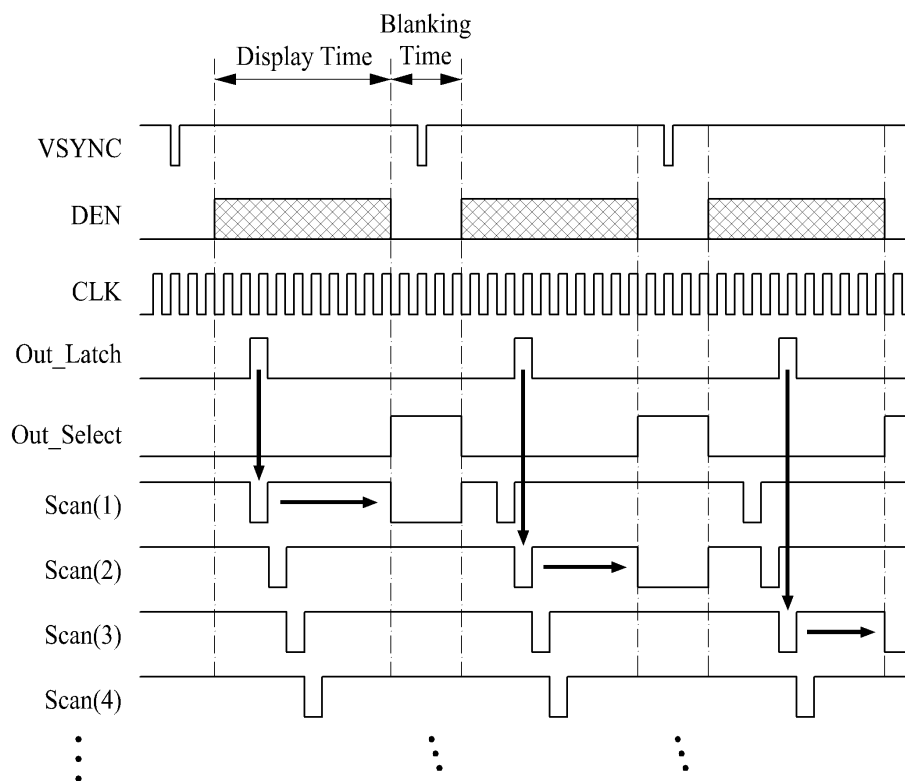 Blanking
Display Time
Time
VSYNC
DEN
CLK
Out_Latch
Out_Select
Scan(1)
Scan(2)
Scan(3)
Scan(4)